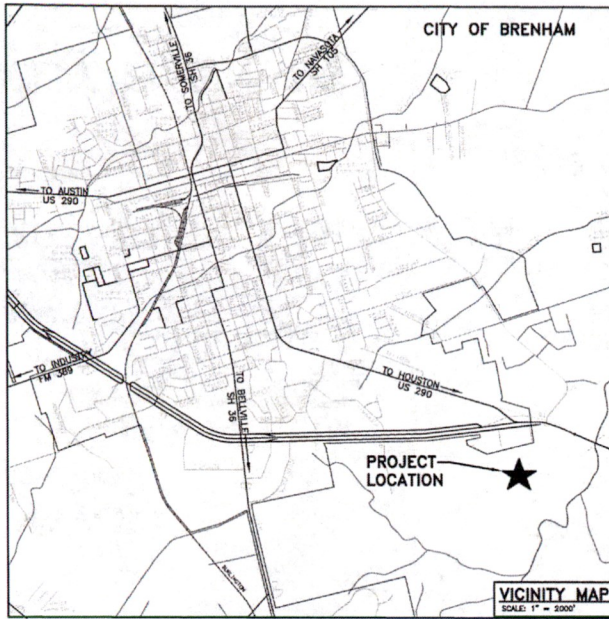 CITY OF BRENHAM
TO SOMERVILLE
SH 36
TO NAVASOTA
SH 105
TO AUSTIN
US 290
TO INDUSTRY
FM 389
TO BELLVILLE
SH 36
TO HOUSTON
US 290
PROJECT
LOCATION
BURLINGTON
VICINITY MAP
SCALE: 1" = 2000'